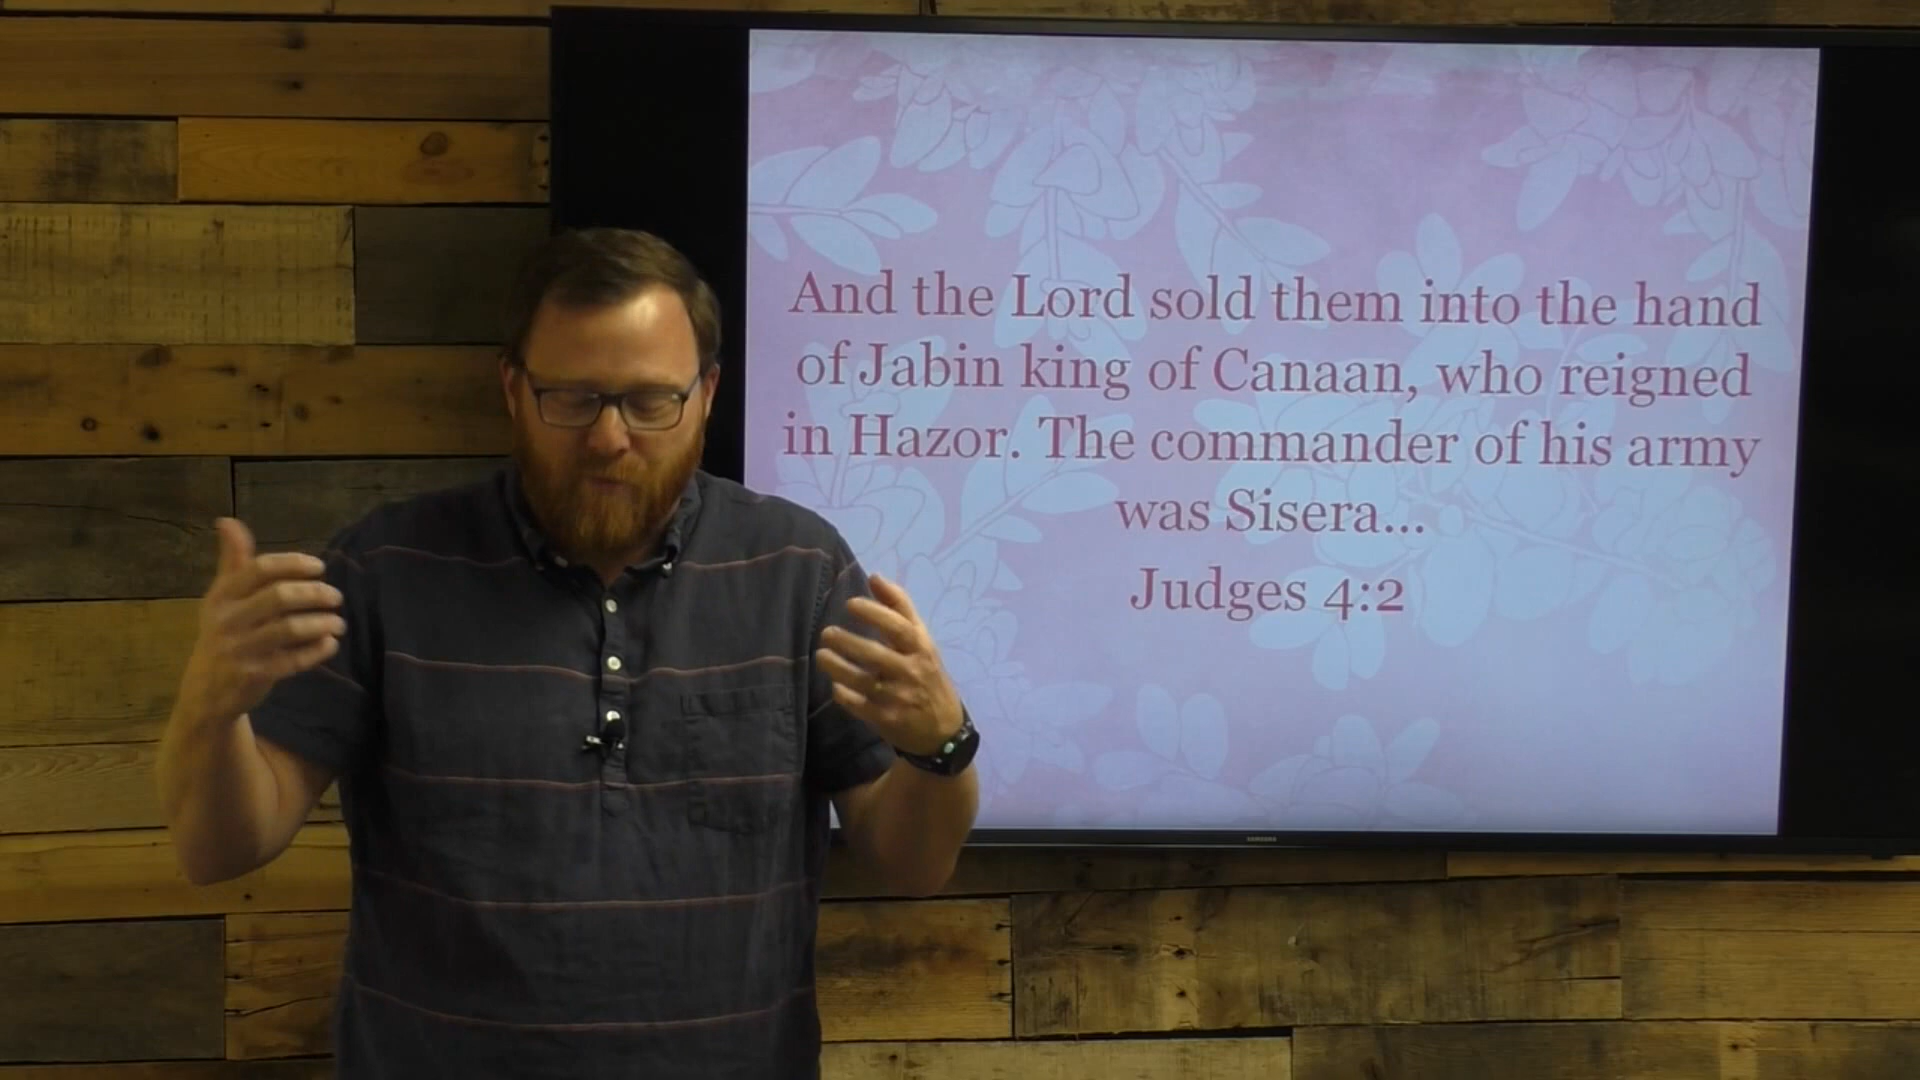 And the Lord sold them into the hand
of Jabin king of Canaan, who reigned
in Hazor. The commander of his army
was Sisera...
Judges 4:2
SAMSUNG